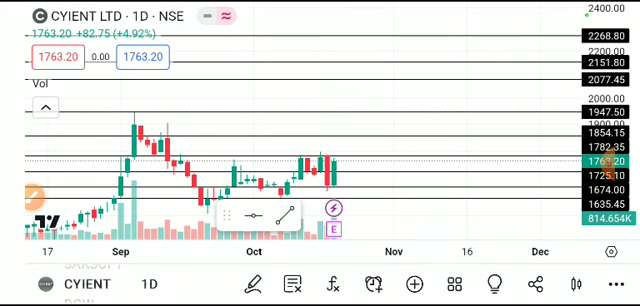 CYIENT LTD · 1D · NSE
1763.20 +82.75 (+4.92%)
1763.20 0.00 1763.20
Vol
2400.00
2268.80
2200.00
2151.80
2077.45
2000.00
1947.50
1900.00
1854.15
1782.35
1763.20
1725.10
1674.00
1635.45
814.654K
E
17 Sep Oct Nov 16 Dec
CYIENT 1D